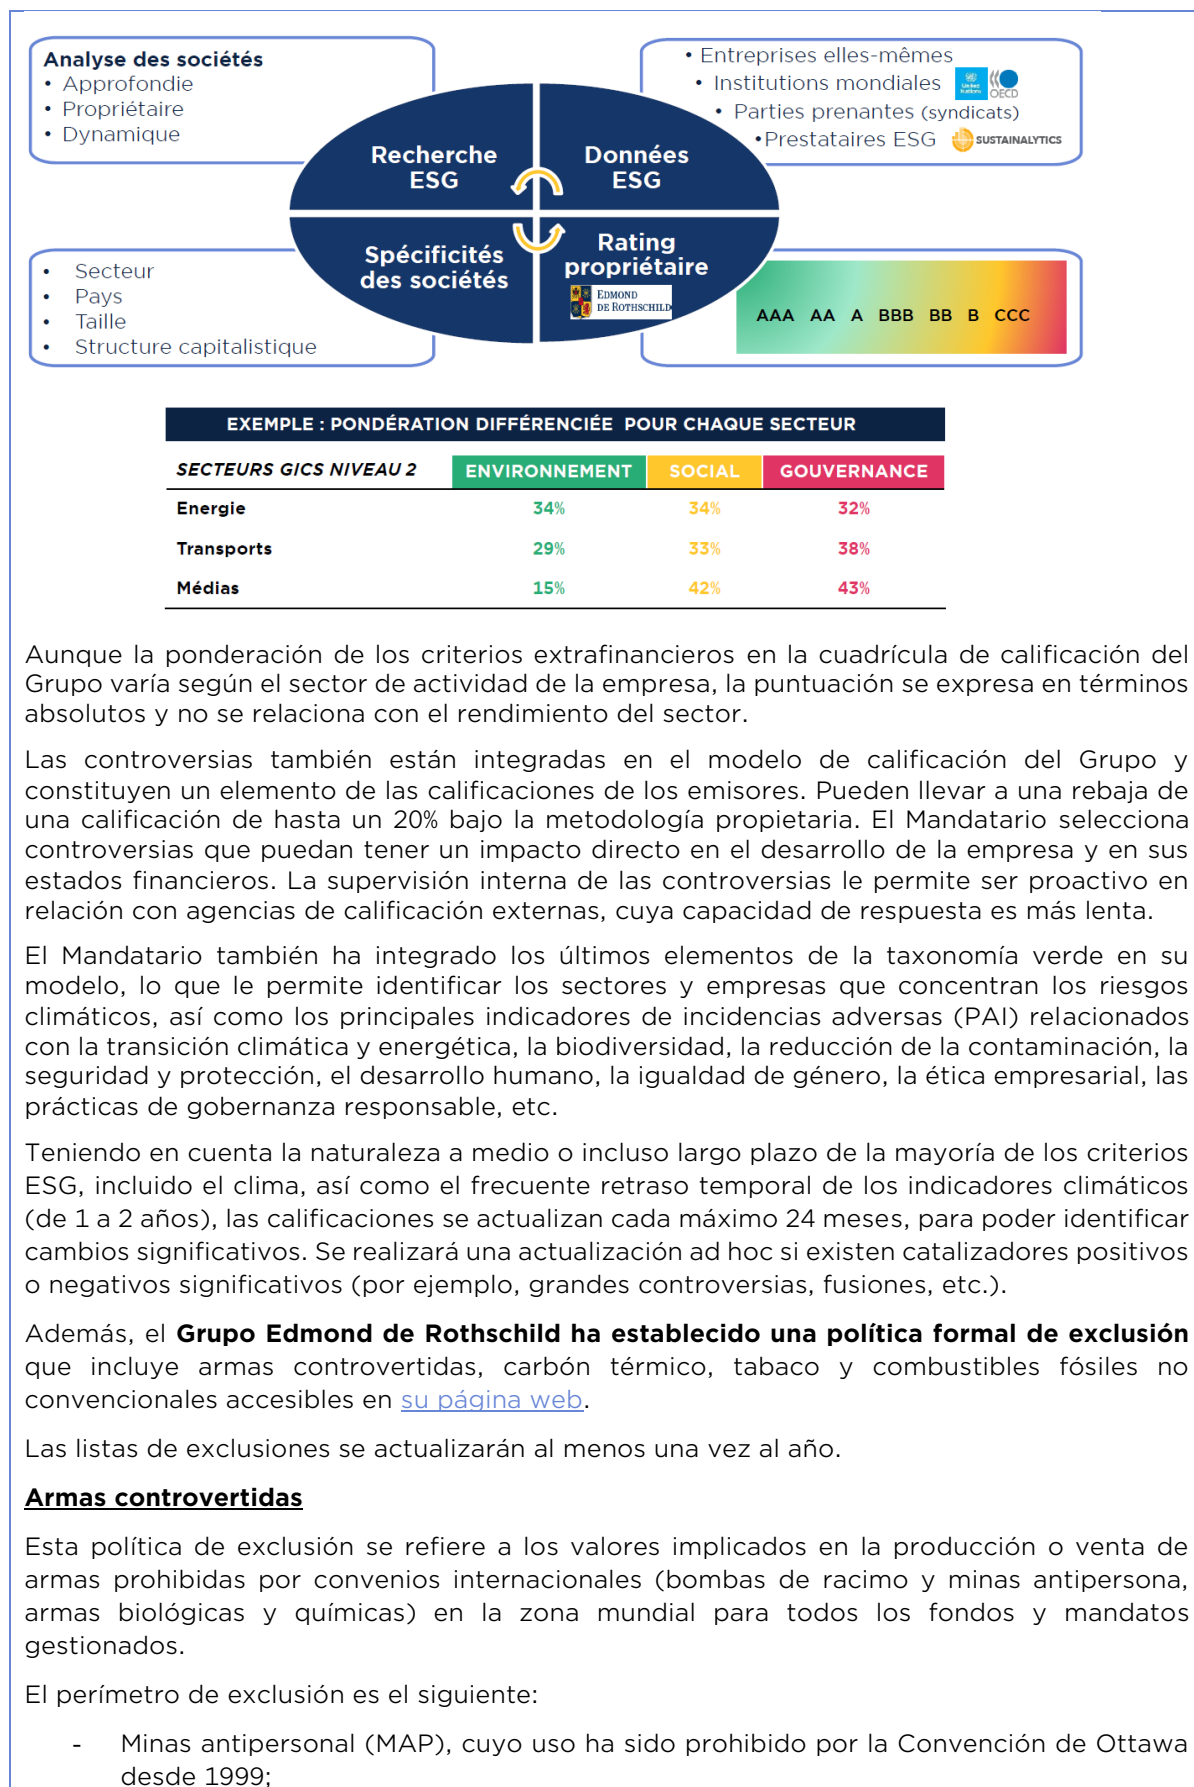 Analyse des sociétés
• Approfondie
• Propriétaire
• Dynamique
• Entreprises elles-mêmes
• Institutions mondiales
United Nations
OECD
• Parties prenantes (syndicats)
•Prestataires ESG
SUSTAINALYTICS
Recherche
ESG
Données
ESG
Spécificités
des sociétés
Rating
propriétaire
EDMOND
DE ROTHSCHILD
• Secteur
• Pays
• Taille
• Structure capitalistique
AAA AA A BBB BB B CCC
EXEMPLE : PONDÉRATION DIFFÉRENCIÉE POUR CHAQUE SECTEUR
SECTEURS GICS NIVEAU 2 ENVIRONNEMENT SOCIAL GOUVERNANCE
Energie 34% 34% 32%
Transports 29% 33% 38%
Médias 15% 42% 43%
Aunque la ponderación de los criterios extrafinancieros en la cuadrícula de calificación del
Grupo varía según el sector de actividad de la empresa, la puntuación se expresa en términos
absolutos y no se relaciona con el rendimiento del sector.
Las controversias también están integradas en el modelo de calificación del Grupo y
constituyen un elemento de las calificaciones de los emisores. Pueden llevar a una rebaja de
una calificación de hasta un 20% bajo la metodología propietaria. El Mandatario selecciona
controversias que puedan tener un impacto directo en el desarrollo de la empresa y en sus
estados financieros. La supervisión interna de las controversias le permite ser proactivo en
relación con agencias de calificación externas, cuya capacidad de respuesta es más lenta.
El Mandatario también ha integrado los últimos elementos de la taxonomía verde en su
modelo, lo que le permite identificar los sectores y empresas que concentran los riesgos
climáticos, así como los principales indicadores de incidencias adversas (PAI) relacionados
con la transición climática y energética, la biodiversidad, la reducción de la contaminación, la
seguridad y protección, el desarrollo humano, la igualdad de género, la ética empresarial, las
prácticas de gobernanza responsable, etc.
Teniendo en cuenta la naturaleza a medio o incluso largo plazo de la mayoría de los criterios
ESG, incluido el clima, así como el frecuente retraso temporal de los indicadores climáticos
(de 1 a 2 años), las calificaciones se actualizan cada máximo 24 meses, para poder identificar
cambios significativos. Se realizará una actualización ad hoc si existen catalizadores positivos
o negativos significativos (por ejemplo, grandes controversias, fusiones, etc.).
Además, el Grupo Edmond de Rothschild ha establecido una política formal de exclusión
que incluye armas controvertidas, carbón térmico, tabaco y combustibles fósiles no
convencionales accesibles en su página web.
Las listas de exclusiones se actualizarán al menos una vez al año.
Armas controvertidas
Esta política de exclusión se refiere a los valores implicados en la producción o venta de
armas prohibidas por convenios internacionales (bombas de racimo y minas antipersona,
armas biológicas y químicas) en la zona mundial para todos los fondos y mandatos
gestionados.
El perímetro de exclusión es el siguiente:
- Minas antipersonal (MAP), cuyo uso ha sido prohibido por la Convención de Ottawa
desde 1999;